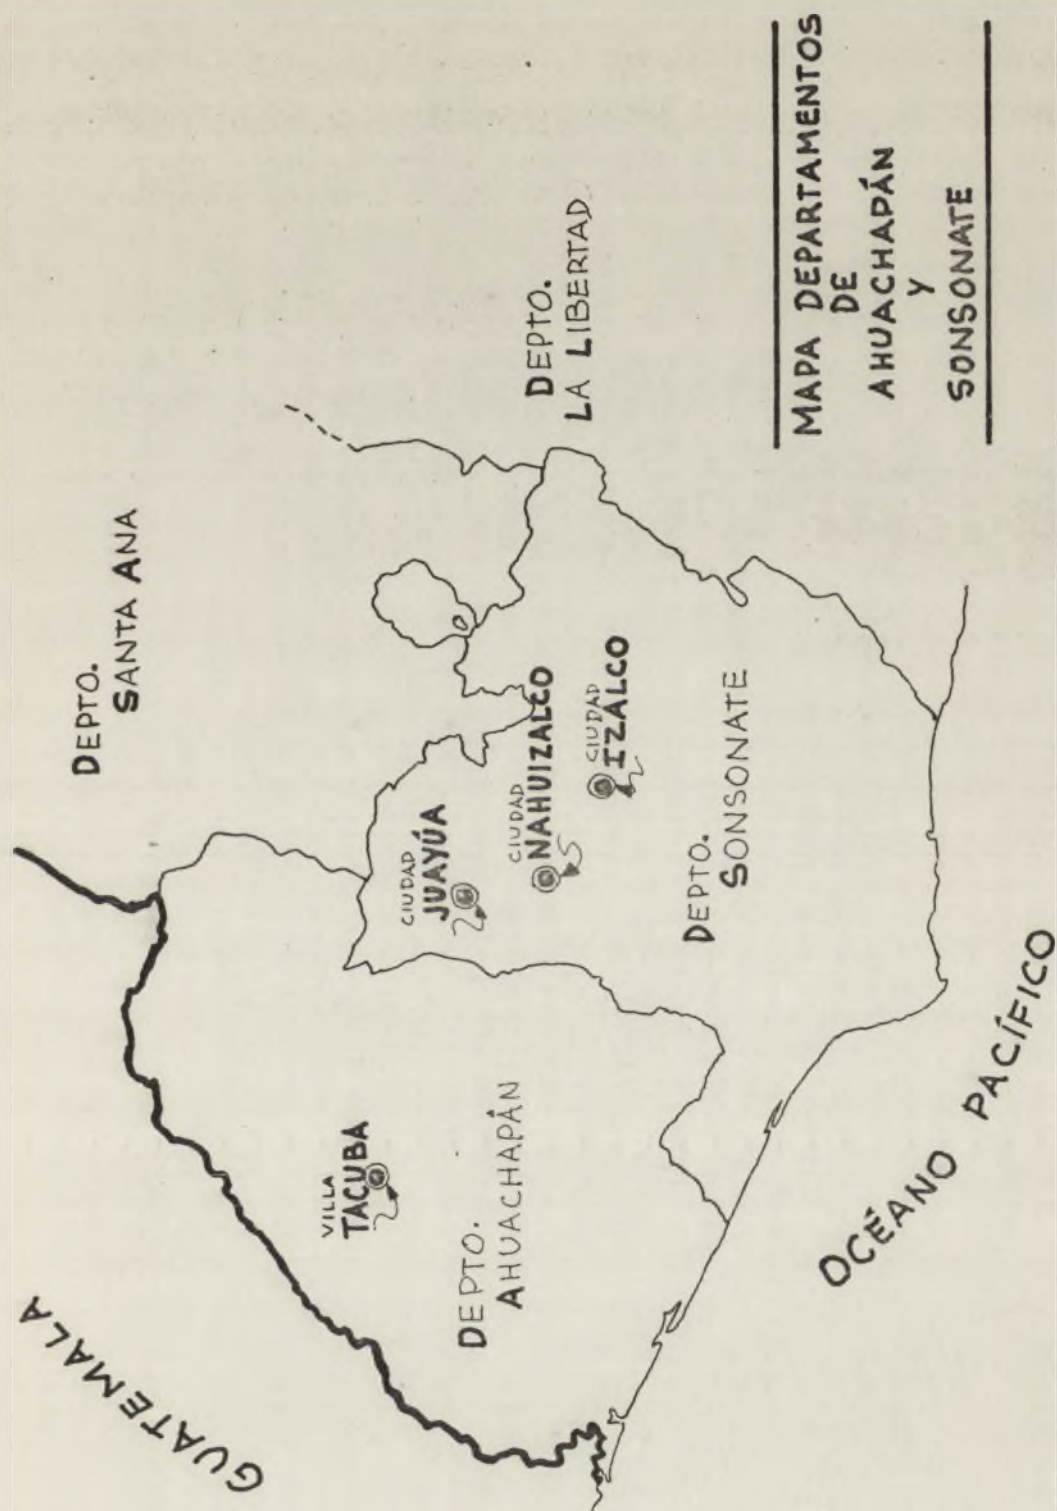 MAPA DEPARTAMENTOS
DE
AHUACHAPÁN
Y
SONSONATE
GUATEMALA
DEPTO.
SANTA ANA
DEPTO.
LA LIBERTAD
VILLA
TACUBA
CIUDAD
JUAYÚA
CIUDAD
NAHUIZALCO
CIUDAD
IZALCO
DEPTO.
AHUACHAPÁN
DEPTO.
SONSONATE
OCÉANO PACÍFICO